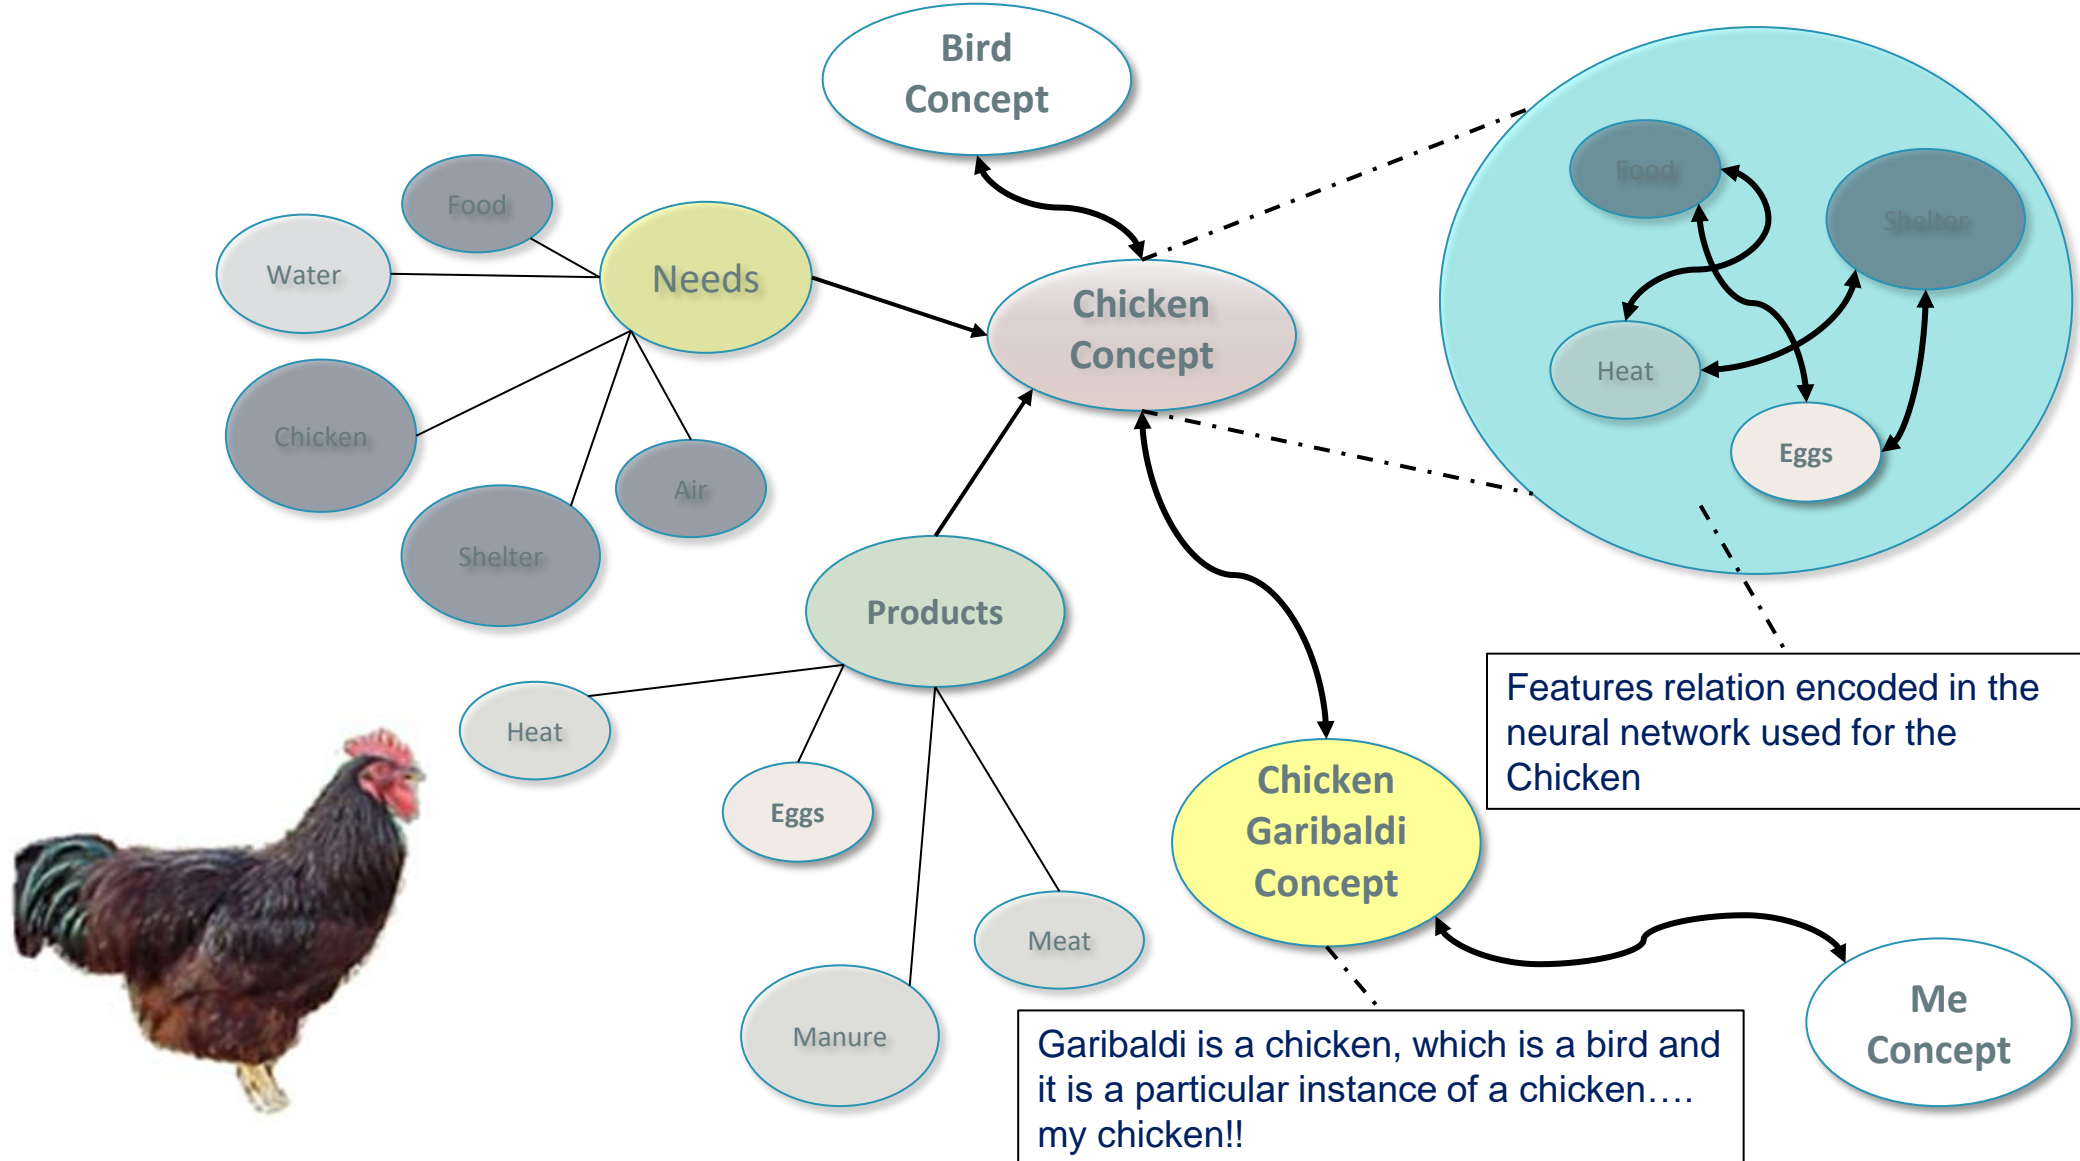 Bird
Concept
Food
Food
Shelter
Water
Needs
Chicken
Concept
Heat
Chicken
Eggs
Air
Shelter
Products
Features relation encoded in the
neural network used for the
Chicken
Heat
Eggs
Chicken
Garibaldi
Concept
Meat
Me
Concept
Manure
Garibaldi is a chicken, which is a bird and
it is a particular instance of a chicken....
my chicken!!